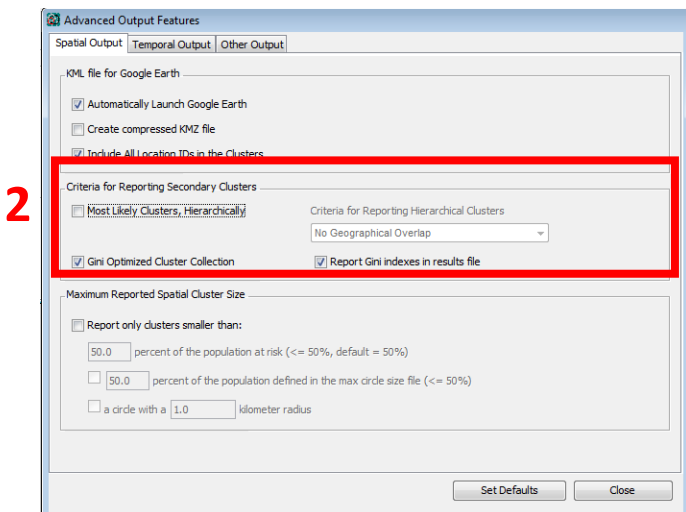 Advanced Output Features
Spatial Output Temporal Output Other Output
KML file for Google Earth
Automatically Launch Google Earth
Create compressed KMZ file
Include All Location IDs in the Clusters
2
Criteria for Reporting Secondary Clusters
Most Likely Clusters, Hierarchically Criteria for Reporting Hierarchical Clusters
No Geographical Overlap
Gini Optimized Cluster Collection Report Gini indexes in results file
Maximum Reported Spatial Cluster Size
Report only clusters smaller than:
50.0 percent of the population at risk (<= 50%, default = 50%)
50.0 percent of the population defined in the max circle size file (<= 50%)
a circle with a 1.0 kilometer radius
Set Defaults Close